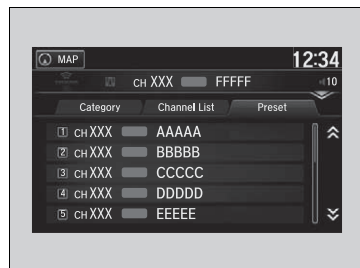 MAP 12:34
CH XXX FFFFF 10
Category Channel List Preset
1 CH XXX AAAAA
2 CH XXX BBBBB
3 CH XXX CCCCC
4 CH XXX DDDDD
5 CH XXX EEEEE